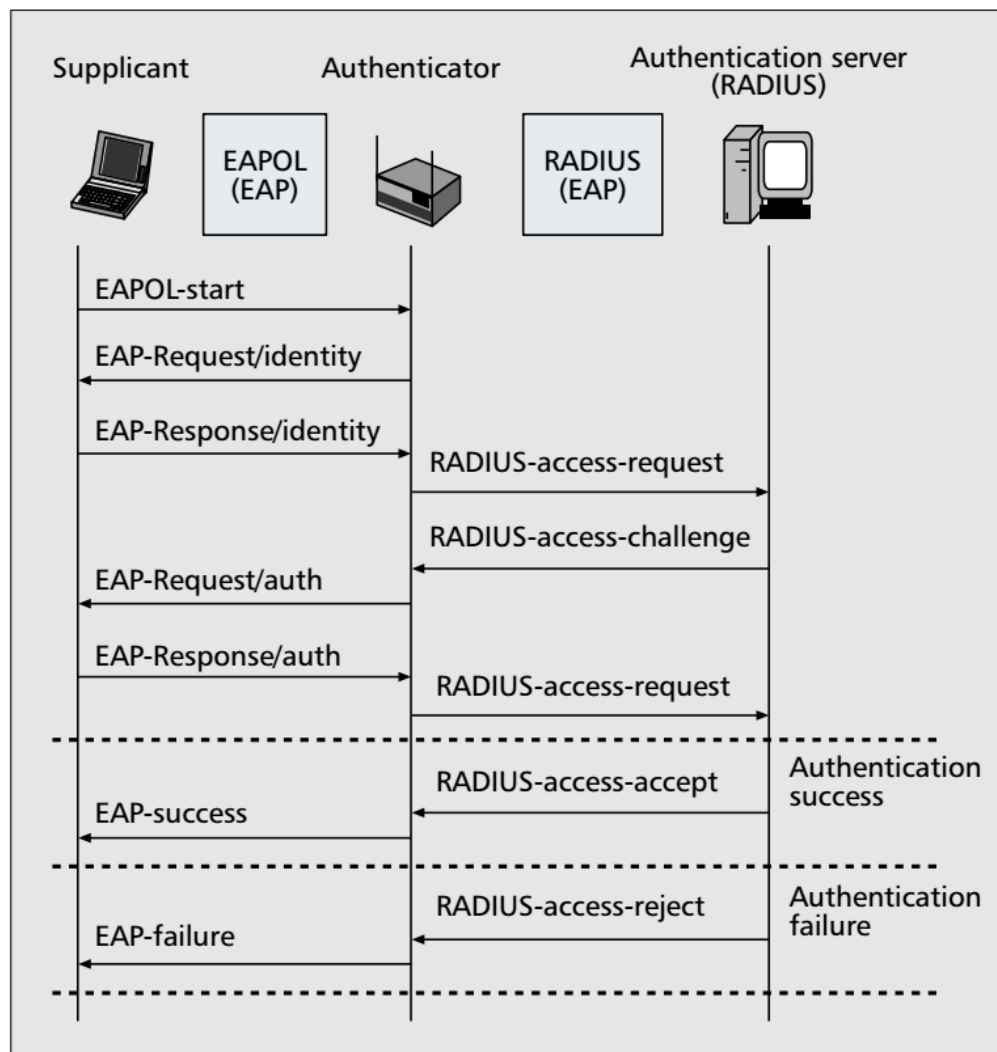 Supplicant
Authenticator
Authentication server
(RADIUS)
EAPOL
(EAP)
RADIUS
(EAP)
EAPOL-start
EAP-Request/identity
EAP-Response/identity
RADIUS-access-request
RADIUS-access-challenge
EAP-Request/auth
EAP-Response/auth
RADIUS-access-request
Authentication
success
RADIUS-access-accept
EAP-success
Authentication
failure
RADIUS-access-reject
EAP-failure